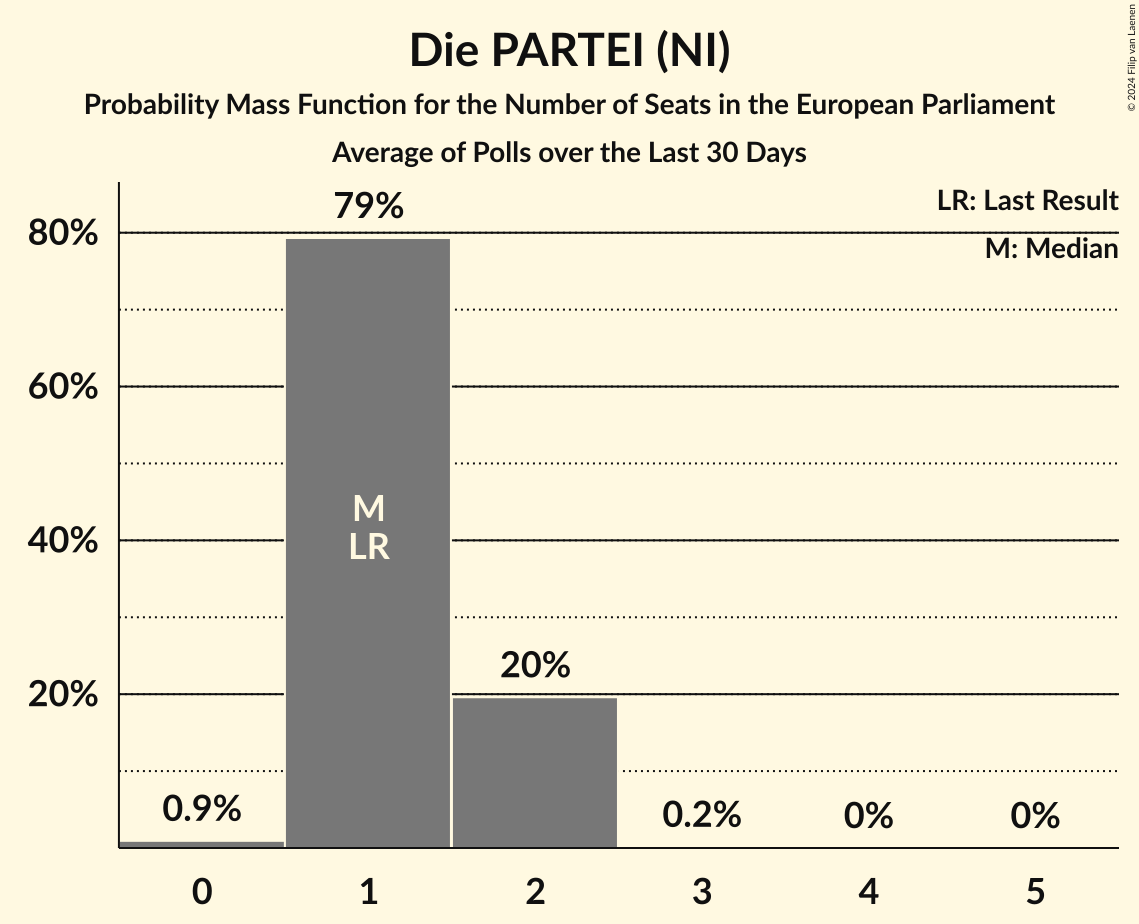 Die PARTEI (NI)
Probability Mass Function for the Number of Seats in the European Parliament
Average of Polls over the Last 30 Days
© 2024 Filip van Laenen
LR: Last Result
M: Median
80%
60%
40%
20%
79%
M
LR
20%
0.9%
0.2%
0%
0%
0
1
2
3
4
5